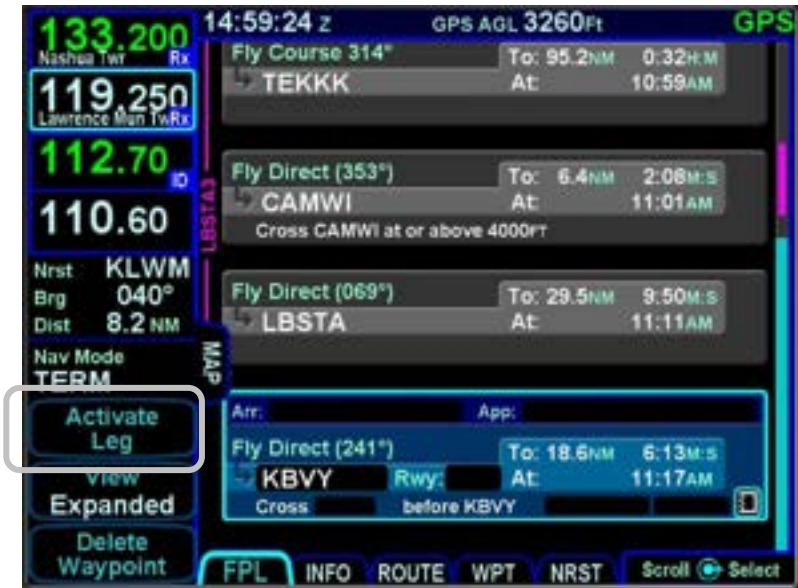 14:59:24 Z GPS AGL 3260Ft GPS
133.200
Nashua Twr Rx
119.250
Lawrence Mun TwRx
112.70 ID
110.60
Nrst KLWM
Brg 040°
Dist 8.2 NM
Nav Mode
TERM
Activate
Leg
View
Expanded
Delete
Waypoint
LBSTA3
MAP
Fly Course 314° To: 95.2NM 0:32H:M
TEKKK At: 10:59AM
Fly Direct (353°) To: 6.4NM 2:08M:S
CAMWI At: 11:01AM
Cross CAMWI at or above 4000FT
Fly Direct (069°) To: 29.5NM 9:50M:S
LBSTA At: 11:11AM
Arr: App:
Fly Direct (241°) To: 18.6NM 6:13M:S
KBVY Rwy: At: 11:17AM
Cross before KBVY
FPL INFO ROUTE WPT NRST Scroll Select